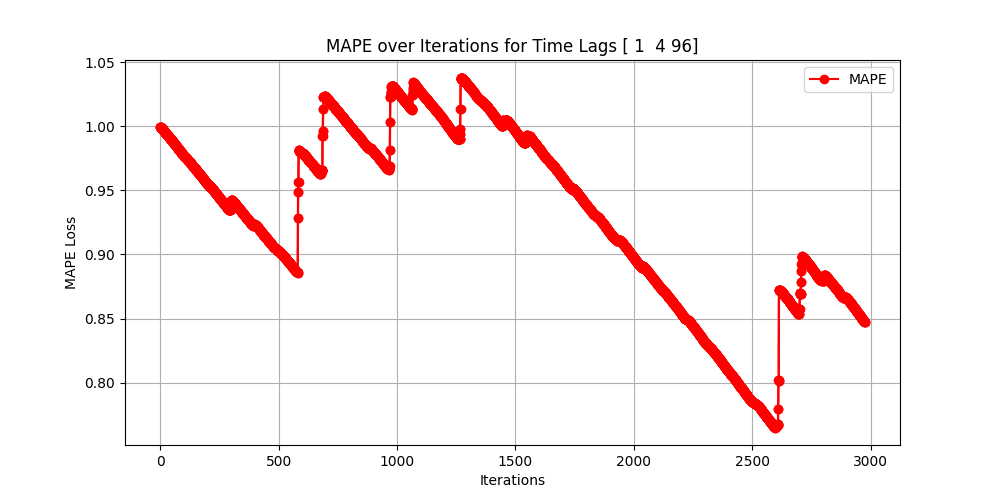 MAPE over Iterations for Time Lags [ 1  4 96]
MAPE
1.05
1.00
0.95
0.90
0.85
0.80
MAPE Loss
0 500 1000 1500 2000 2500 3000
Iterations